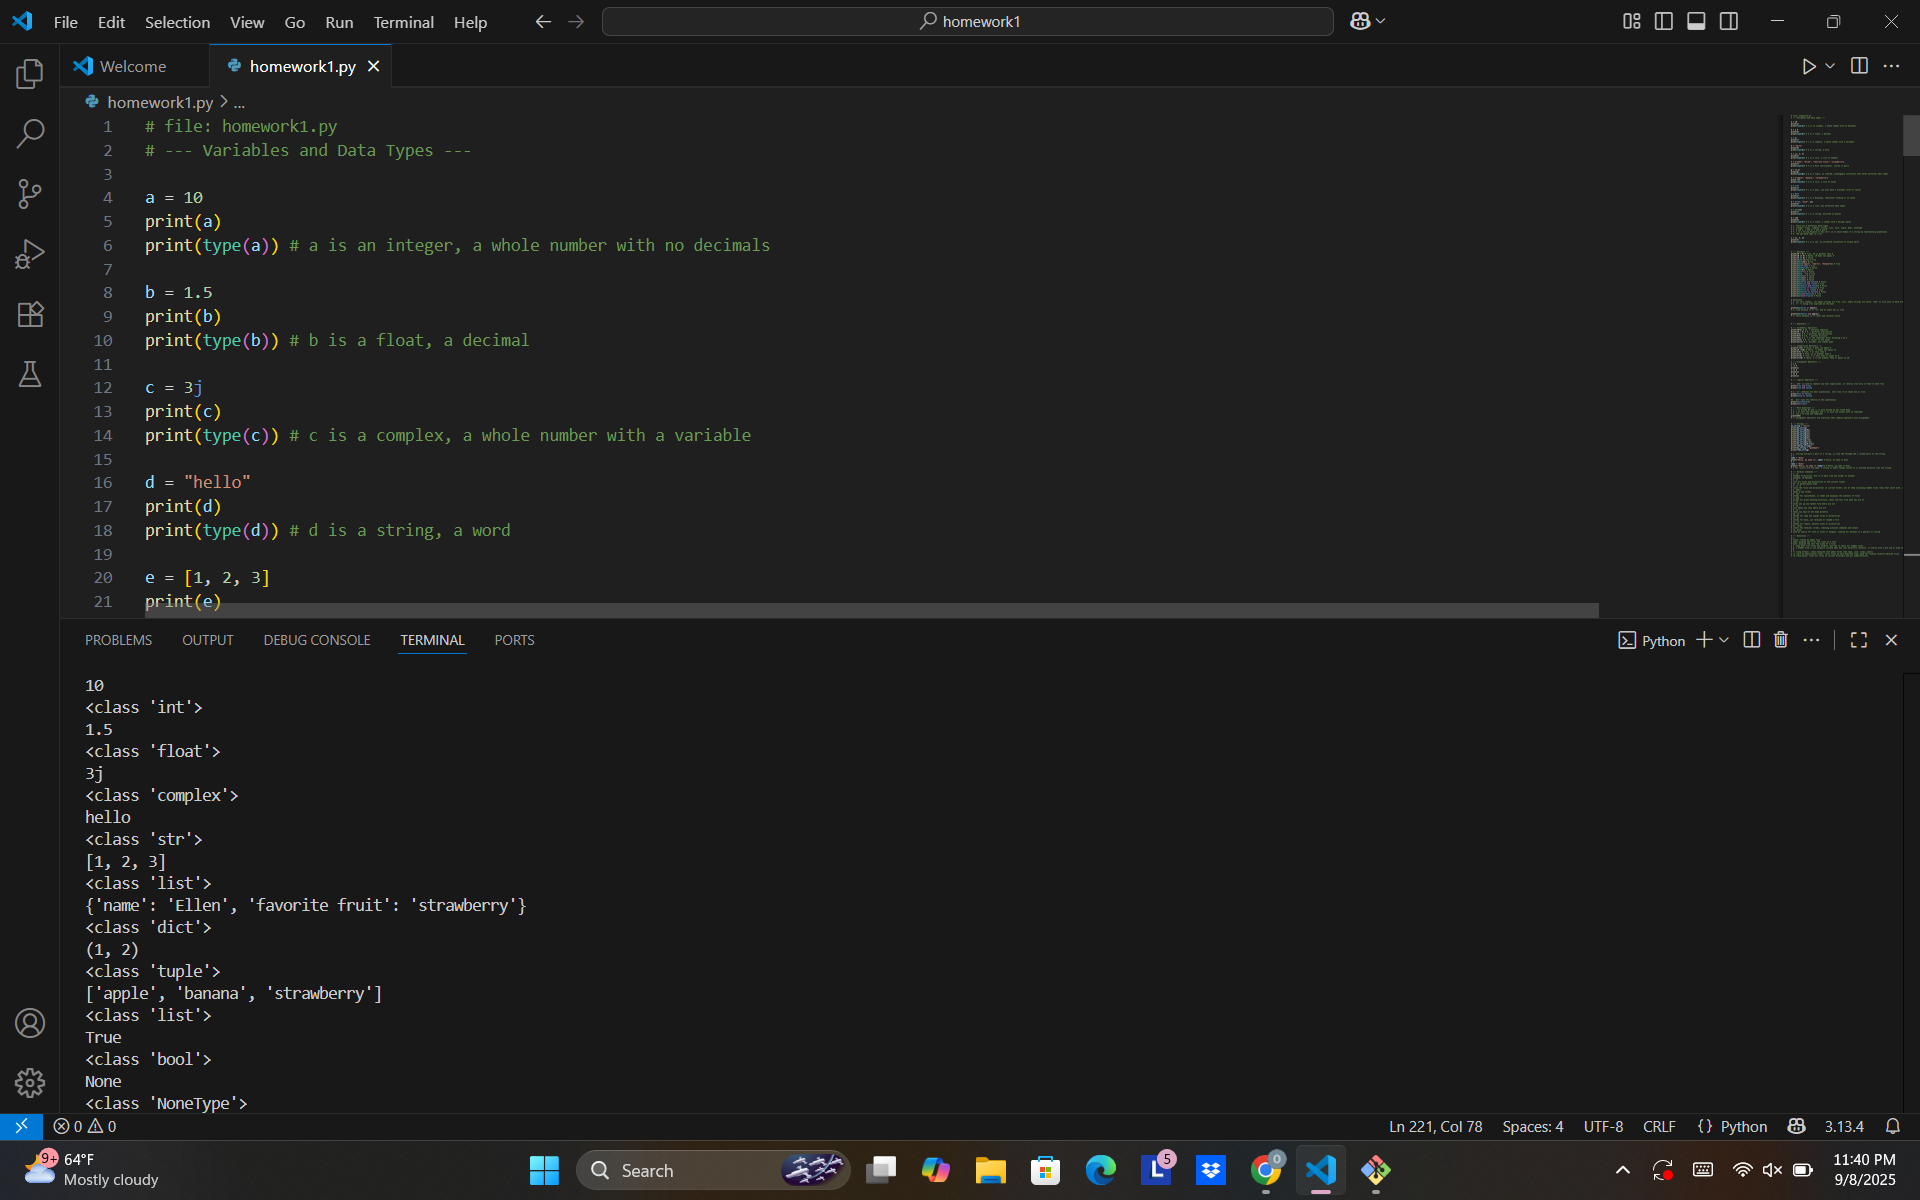 File Edit Selection View Go Run Terminal Help
homework1
Welcome
homework1.py
homework1.py > ...
1 # file: homework1.py
2 # --- Variables and Data Types ---
3
4 a = 10
5 print(a)
6 print(type(a)) # a is an integer, a whole number with no decimals
7
8 b = 1.5
9 print(b)
10 print(type(b)) # b is a float, a decimal
11
12 c = 3j
13 print(c)
14 print(type(c)) # c is a complex, a whole number with a variable
15
16 d = "hello"
17 print(d)
18 print(type(d)) # d is a string, a word
19
20 e = [1, 2, 3]
21 print(e)
PROBLEMS OUTPUT DEBUG CONSOLE TERMINAL PORTS
Python
10
<class 'int'>
1.5
<class 'float'>
3j
<class 'complex'>
hello
<class 'str'>
[1, 2, 3]
<class 'list'>
{'name': 'Ellen', 'favorite fruit': 'strawberry'}
<class 'dict'>
(1, 2)
<class 'tuple'>
['apple', 'banana', 'strawberry']
<class 'list'>
True
<class 'bool'>
None
<class 'NoneType'>
0 0 Ln 221, Col 78 Spaces: 4 UTF-8 CRLF {} Python 3.13.4
9+ 64°F
Mostly cloudy
Search
L 5
0
11:40 PM
9/8/2025